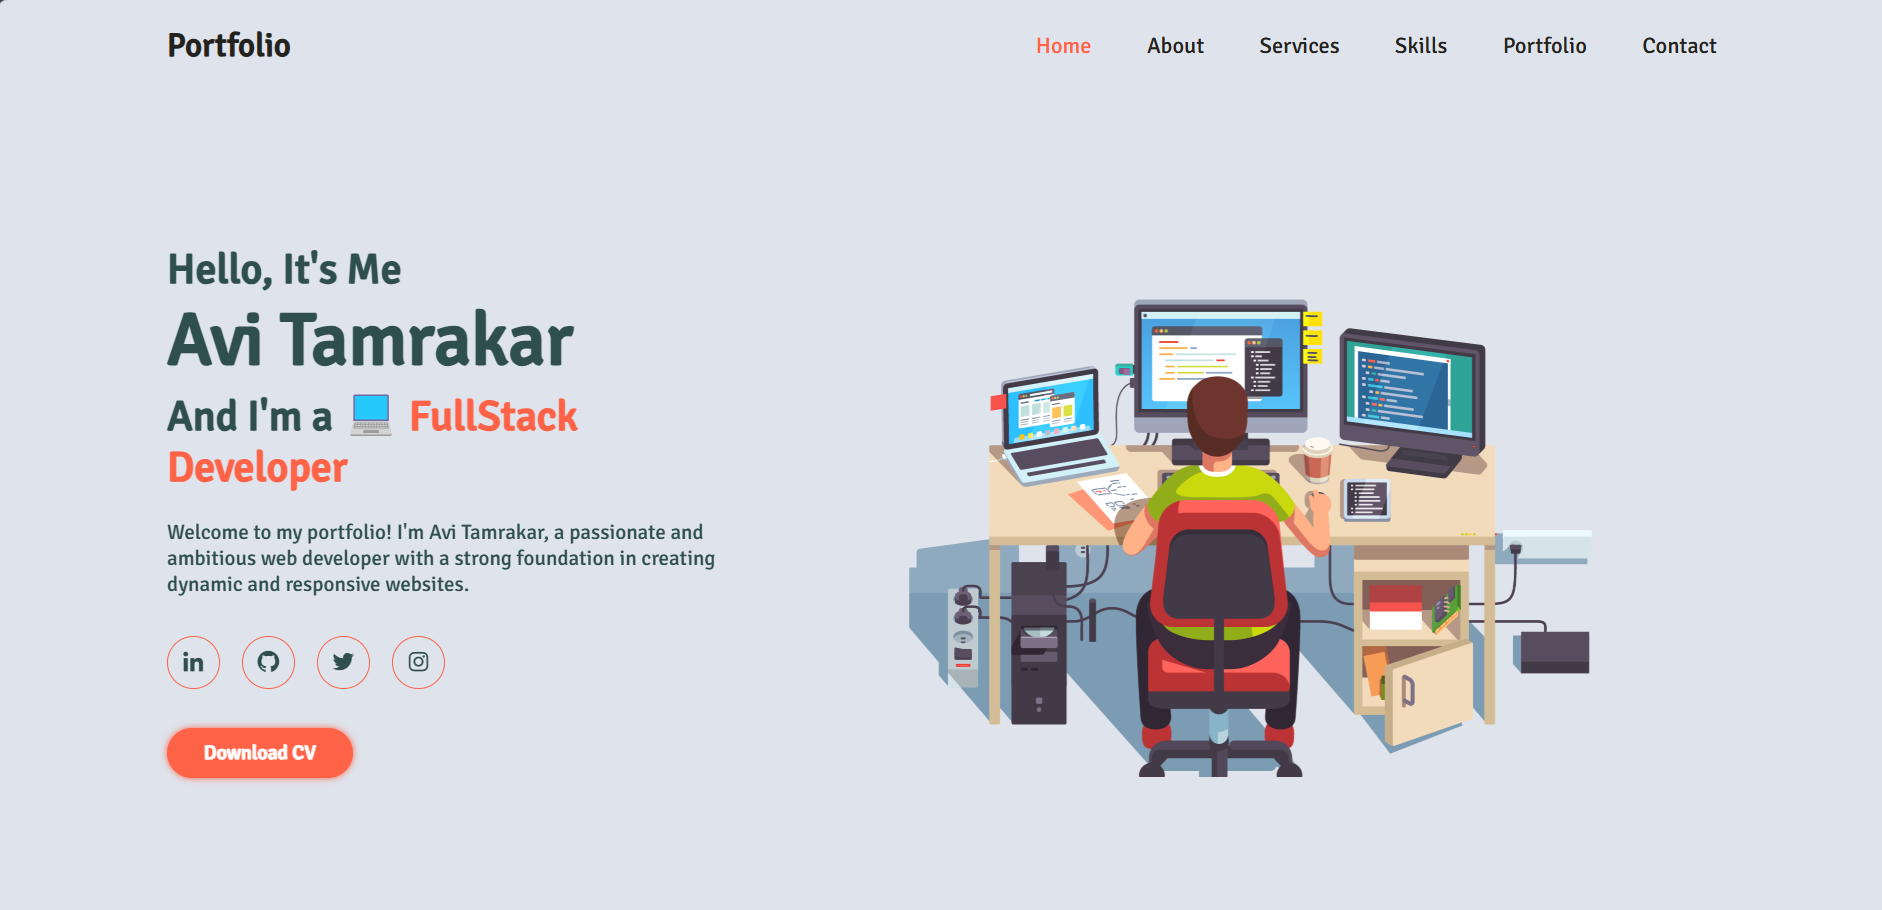 Portfolio
Home About Services Skills Portfolio Contact
Hello, It's Me
Avi Tamrakar
And I'm a 💻 FullStack
Developer
Welcome to my portfolio! I'm Avi Tamrakar, a passionate and
ambitious web developer with a strong foundation in creating
dynamic and responsive websites.
in
Download CV